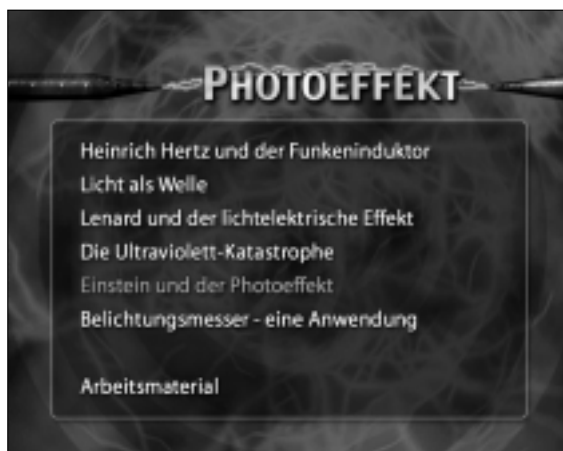 PHOTOEFFEKT
Heinrich Hertz und der Funkeninduktor
Licht als Welle
Lenard und der lichtelektrische Effekt
Die Ultraviolett-Katastrophe
Einstein und der Photoeffekt
Belichtungsmesser - eine Anwendung
Arbeitsmaterial